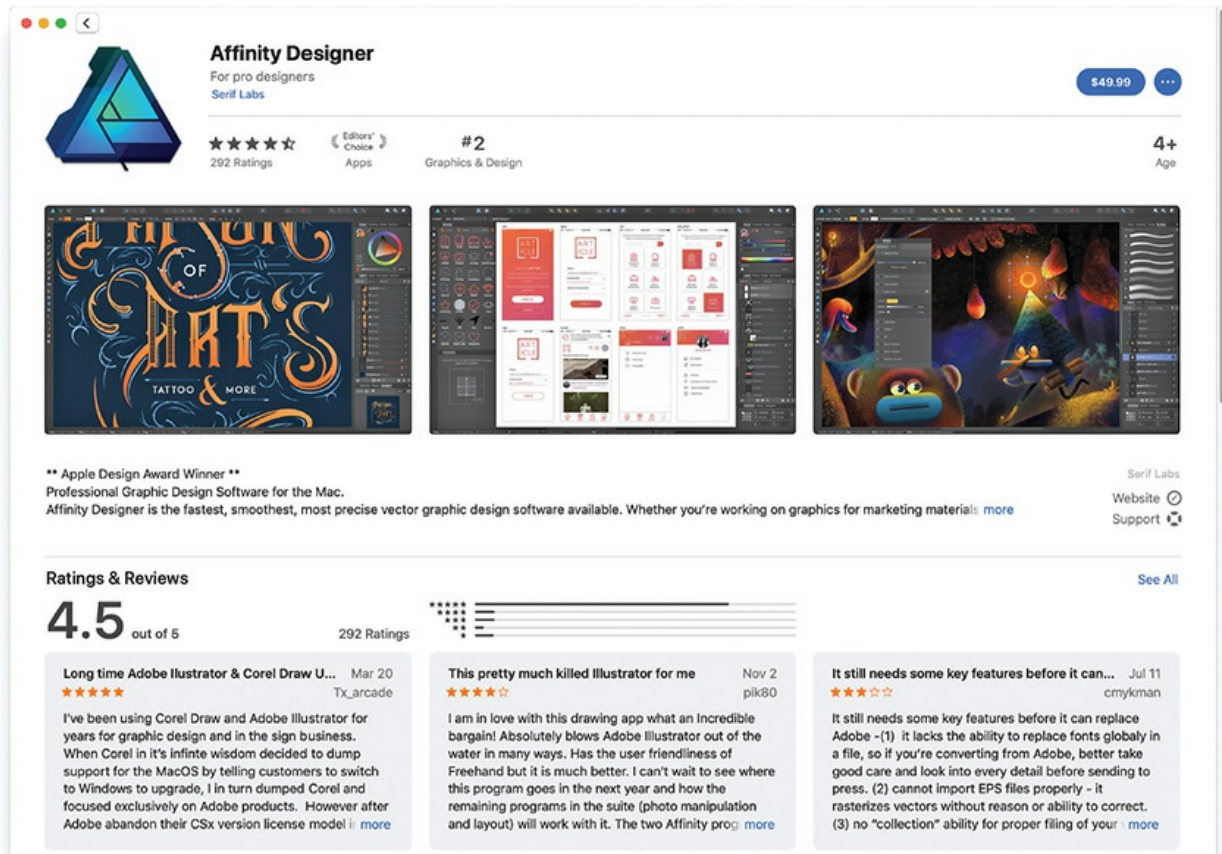 Affinity Designer
For pro designers
Serif Labs
$49.99
292 Ratings
Editors'
Choice
Apps
#2
Graphics & Design
4+
Age
OF
ART'S
TATTOO & MORE
ART
ICLE
ART
ICLE
ART
ICLE
** Apple Design Award Winner **
Professional Graphic Design Software for the Mac.
Affinity Designer is the fastest, smoothest, most precise vector graphic design software available. Whether you're working on graphics for marketing materials more
Serif Labs
Website
Support
Ratings & Reviews
See All
4.5 out of 5
292 Ratings
Long time Adobe Ilustrator & Corel Draw U... Mar 20
Tx_arcade
I've been using Corel Draw and Adobe Illustrator for
years for graphic design and in the sign business.
When Corel in it's infinte wisdom decided to dump
support for the MacOS by telling customers to switch
to Windows to upgrade, I in turn dumped Corel and
focused exclusively on Adobe products. However after
Adobe abandon their CSx version license model i more
This pretty much killed Illustrator for me Nov 2
pik80
I am in love with this drawing app what an Incredible
bargain! Absolutely blows Adobe Illustrator out of the
water in many ways. Has the user friendliness of
Freehand but it is much better. I can't wait to see where
this program goes in the next year and how the
remaining programs in the suite (photo manipulation
and layout) will work with it. The two Affinity prog more
It still needs some key features before it can... Jul 11
cmykman
It still needs some key features before it can replace
Adobe -(1) it lacks the ability to replace fonts globaly in
a file, so if you're converting from Adobe, better take
good care and look into every detail before sending to
press. (2) cannot import EPS files properly - it
rasterizes vectors without reason or ability to correct.
(3) no "collection" ability for proper filing of your more